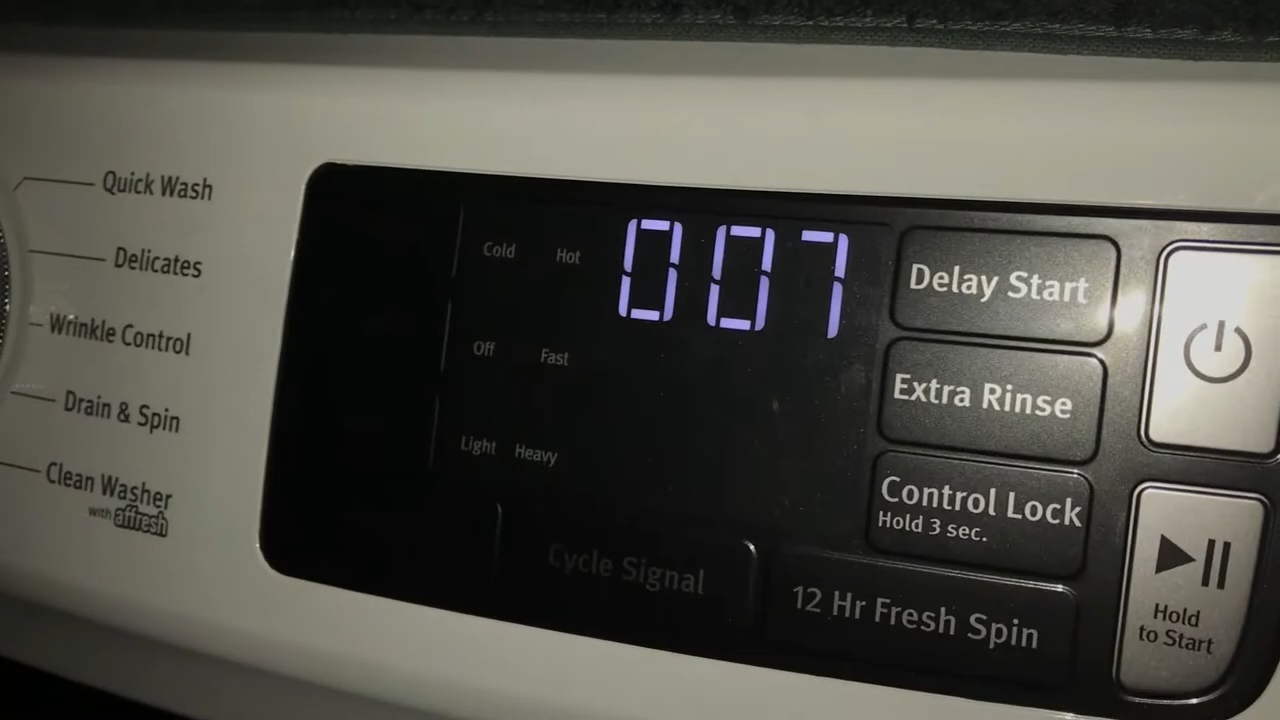 Quick Wash
Delicates
Wrinkle Control
Drain & Spin
Clean Washer
with affresh
Cold Hot
007
Off Fast
Light Heavy
Cycle Signal
Delay Start
Extra Rinse
Control Lock
Hold 3 sec.
12 Hr Fresh Spin
Hold
to Start